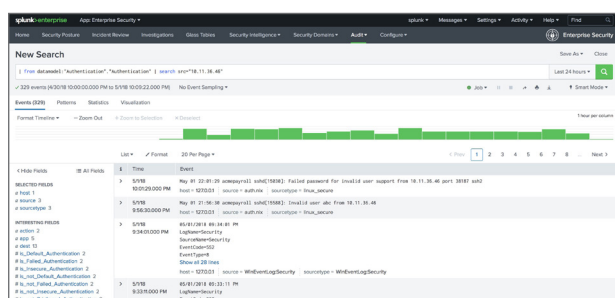 splunk>enterprise App: Enterprise Security splunk Messages Settings Activity Help Find
Home Security Posture Incident Review Investigations Glass Tables Security Intelligence Security Domains Audit Configure Enterprise Security
New Search Save As Close
| from datamodel:"Authentication"."Authentication" | search src="10.11.36.48" Last 24 hours
329 events (4/30/18 10:00:00.000 PM to 5/1/18 10:09:22.000 PM) No Event Sampling Job Smart Mode
Events (329) Patterns Statistics Visualization
Format Timeline — Zoom Out + Zoom to Selection × Deselect 1 hour per column
List Format 20 Per Page < Prev 1 2 3 4 5 6 7 8 ... Next >
< Hide Fields All Fields i Time Event
SELECTED FIELDS
a host 1
a source 3
a sourcetype 3
INTERESTING FIELDS
a action 2
a app 5
a dest 13
# is_Default_Authentication 2
# is_Failed_Authentication 2
# is_Insecure_Authentication 2
# is_not_Default_Authentication 2
# is_not_Failed_Authentication 2
# is_not_Insecure_Authentication 2
> 5/1/18 May 01 22:01:29 acmepayroll sshd[15830]: Failed password for invalid user support from 10.11.36.46 port 38187 ssh2
10:01:29.000 PM host = 127.0.0.1 source = auth.nix sourcetype = linux_secure
> 5/1/18 May 01 21:56:30 acmepayroll sshd[15508]: Invalid user abc from 10.11.36.48
9:56:30.000 PM host = 127.0.0.1 source = auth.nix sourcetype = linux_secure
> 5/1/18 05/01/2018 09:34:01 PM
9:34:01.000 PM LogName=Security
SourceName=Security
EventCode=552
EventType=8
Show all 28 lines
host = 127.0.0.1 source = WinEventLog:Security sourcetype = WinEventLog:Security
> 5/1/18 05/01/2018 09:33:11 PM
9:33:11.000 PM LogName=Security